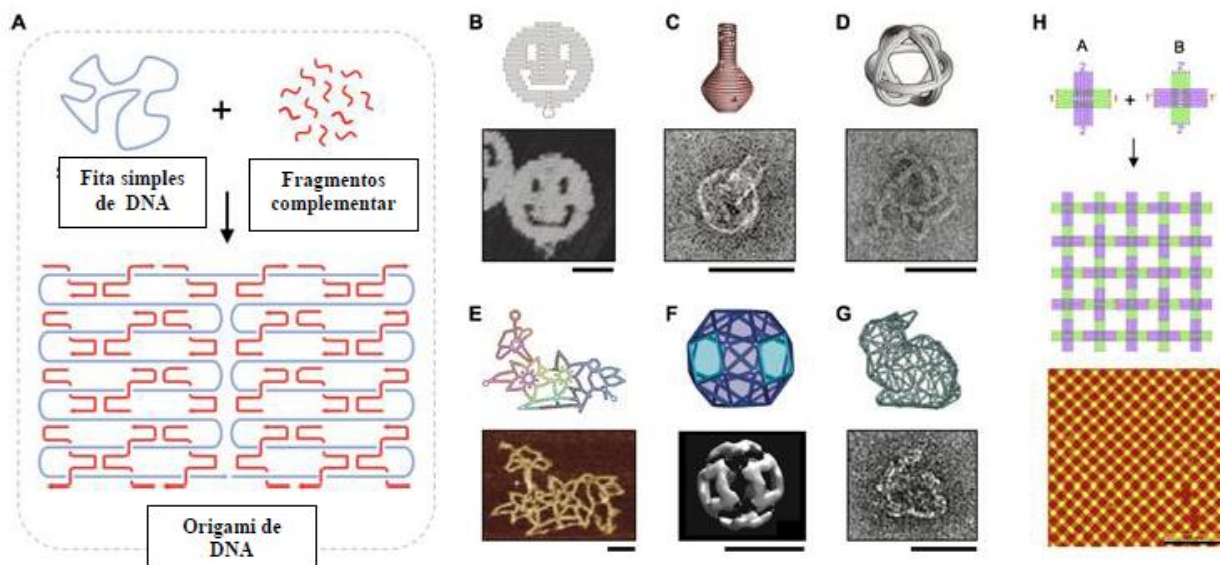 A
B
C
D
H
A
B
+
+
Fita simples
de DNA
Fragmentos
complementar
E
F
G
Origami de
DNA